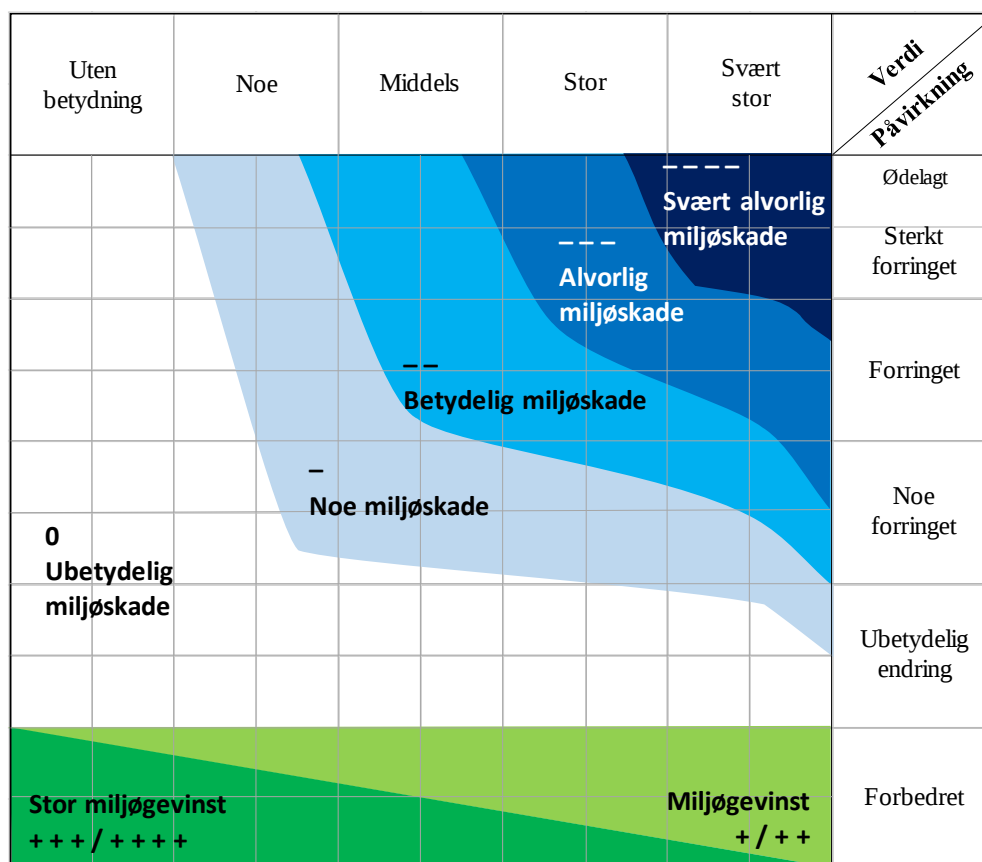 Uten
betydning
Noe
Middels
Stor
Svært
stor
Verdi
Påvirkning
– – – –
Svært alvorlig
miljøskade
Ødelagt
– – –
Alvorlig
miljøskade
Sterkt
forringet
– –
Betydelig miljøskade
Forringet
–
Noe miljøskade
Noe
forringet
0
Ubetydelig
miljøskade
Ubetydelig
endring
Stor miljøgevinst
+ + + / + + + +
Miljøgevinst
+ / + +
Forbedret